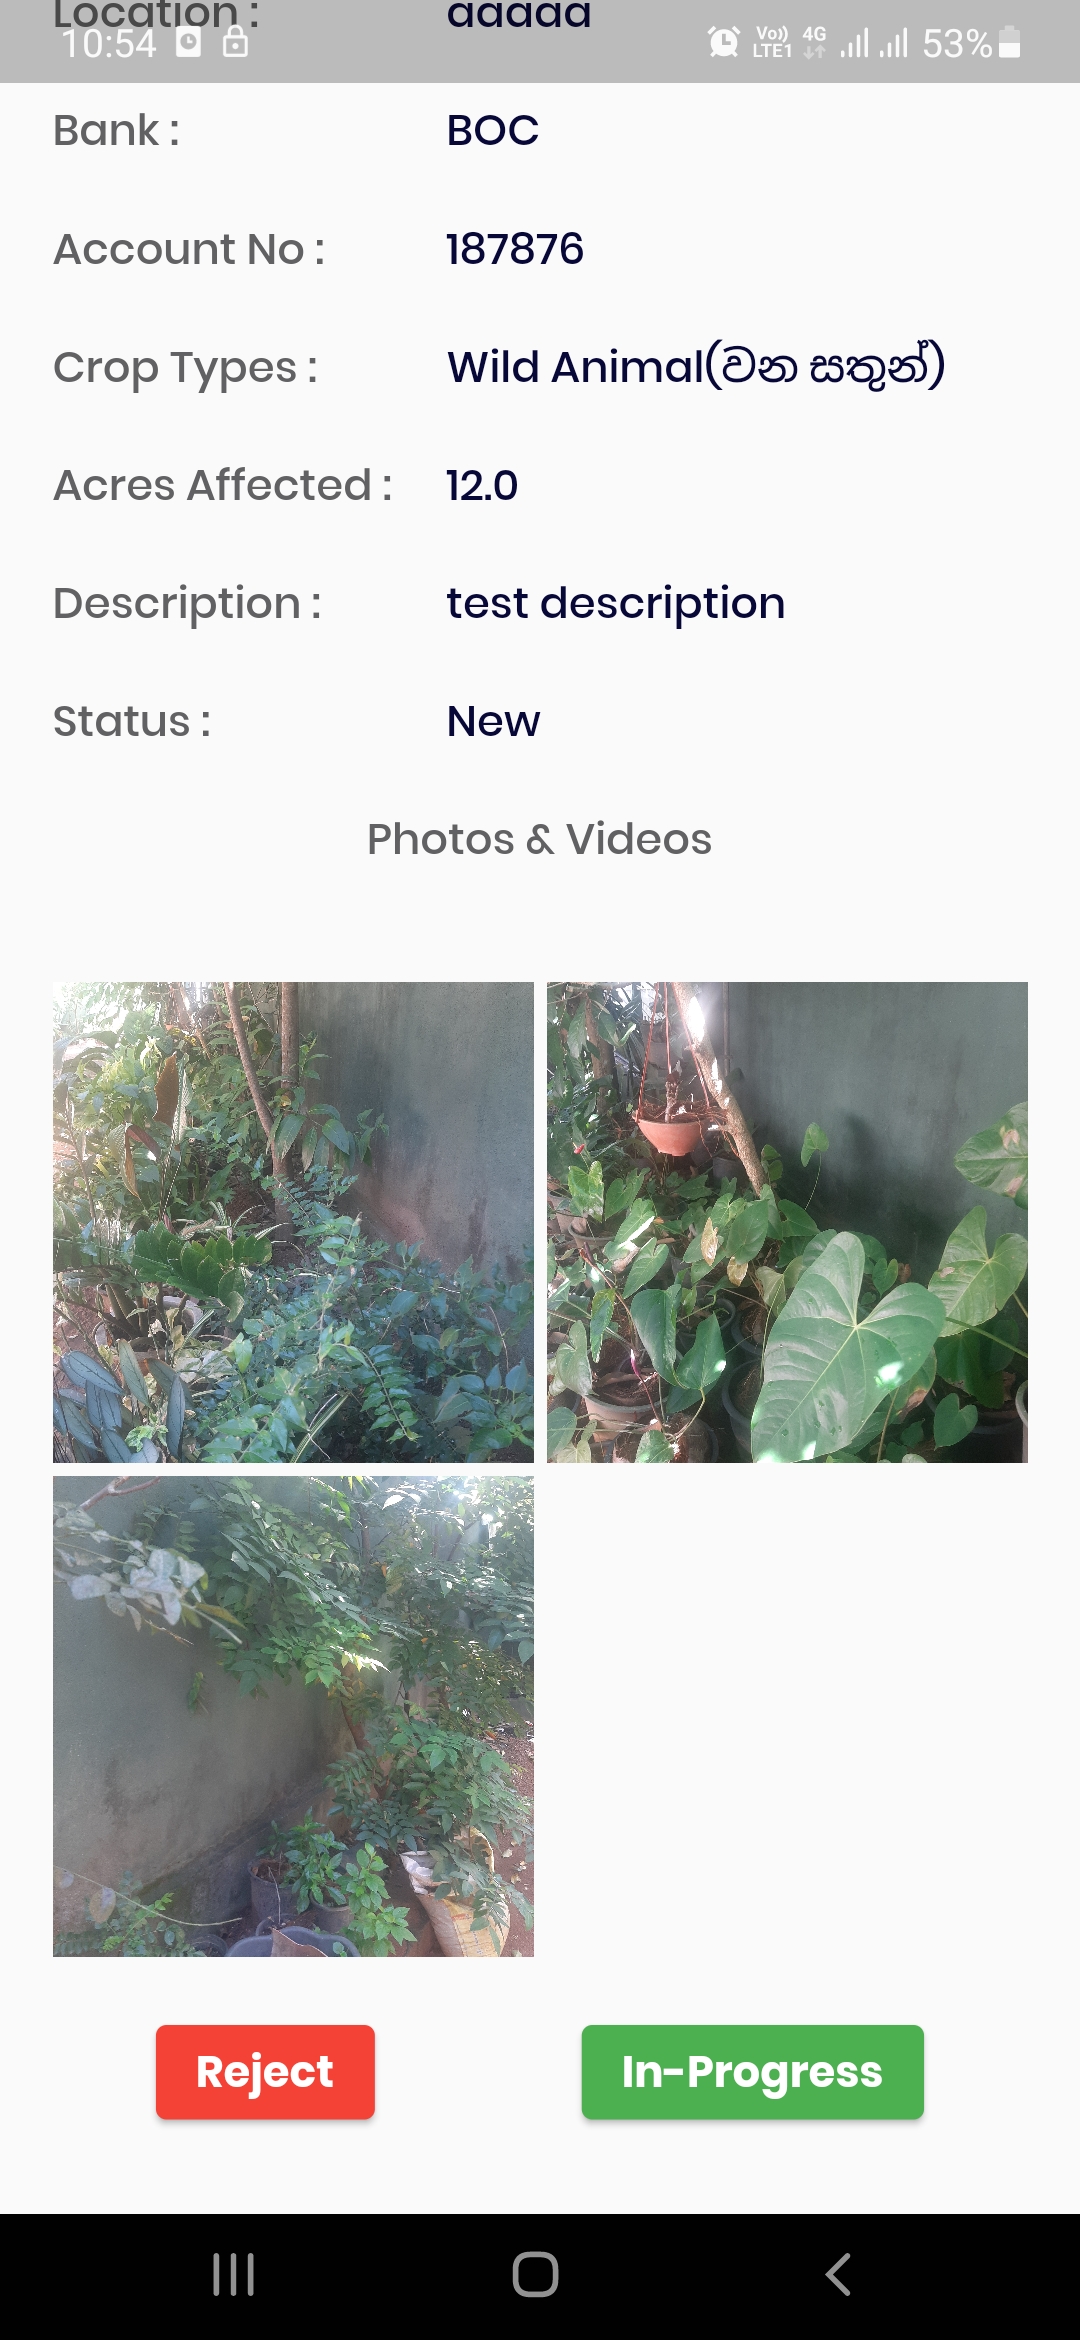 Location :
10:54
Vo)) LTE1 4G 53%
Bank : BOC
Account No : 187876
Crop Types : Wild Animal(වන සතුන්)
Acres Affected : 12.0
Description : test description
Status : New
Photos & Videos
Reject In-Progress